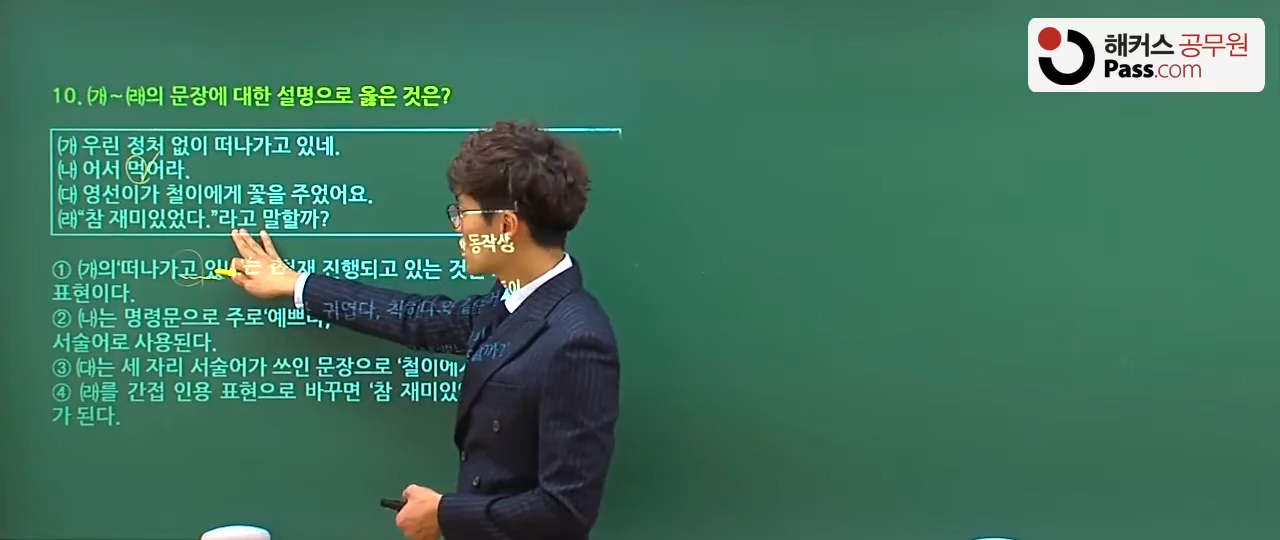 해커스 공무원
Pass.com
10. ㈎~㈑의 문장에 대한 설명으로 옳은 것은?
㈎ 우린 정처 없이 떠나가고 있네.
㈏ 어서 먹어라.
㈐ 영선이가 철이에게 꽃을 주었어요.
㈑“참 재미있었다.”라고 말할까?
동작상
① ㈎의‘떠나가고 있네’는 현재 진행되고 있는 것
표현이다.
② ㈏는 명령문으로 주로‘예쁘다, 귀엽다, 착하다
서술어로 사용된다.
③ ㈐는 세 자리 서술어가 쓰인 문장으로 ‘철이에게
④ ㈑를 간접 인용 표현으로 바꾸면 ‘참 재미있
가 된다.